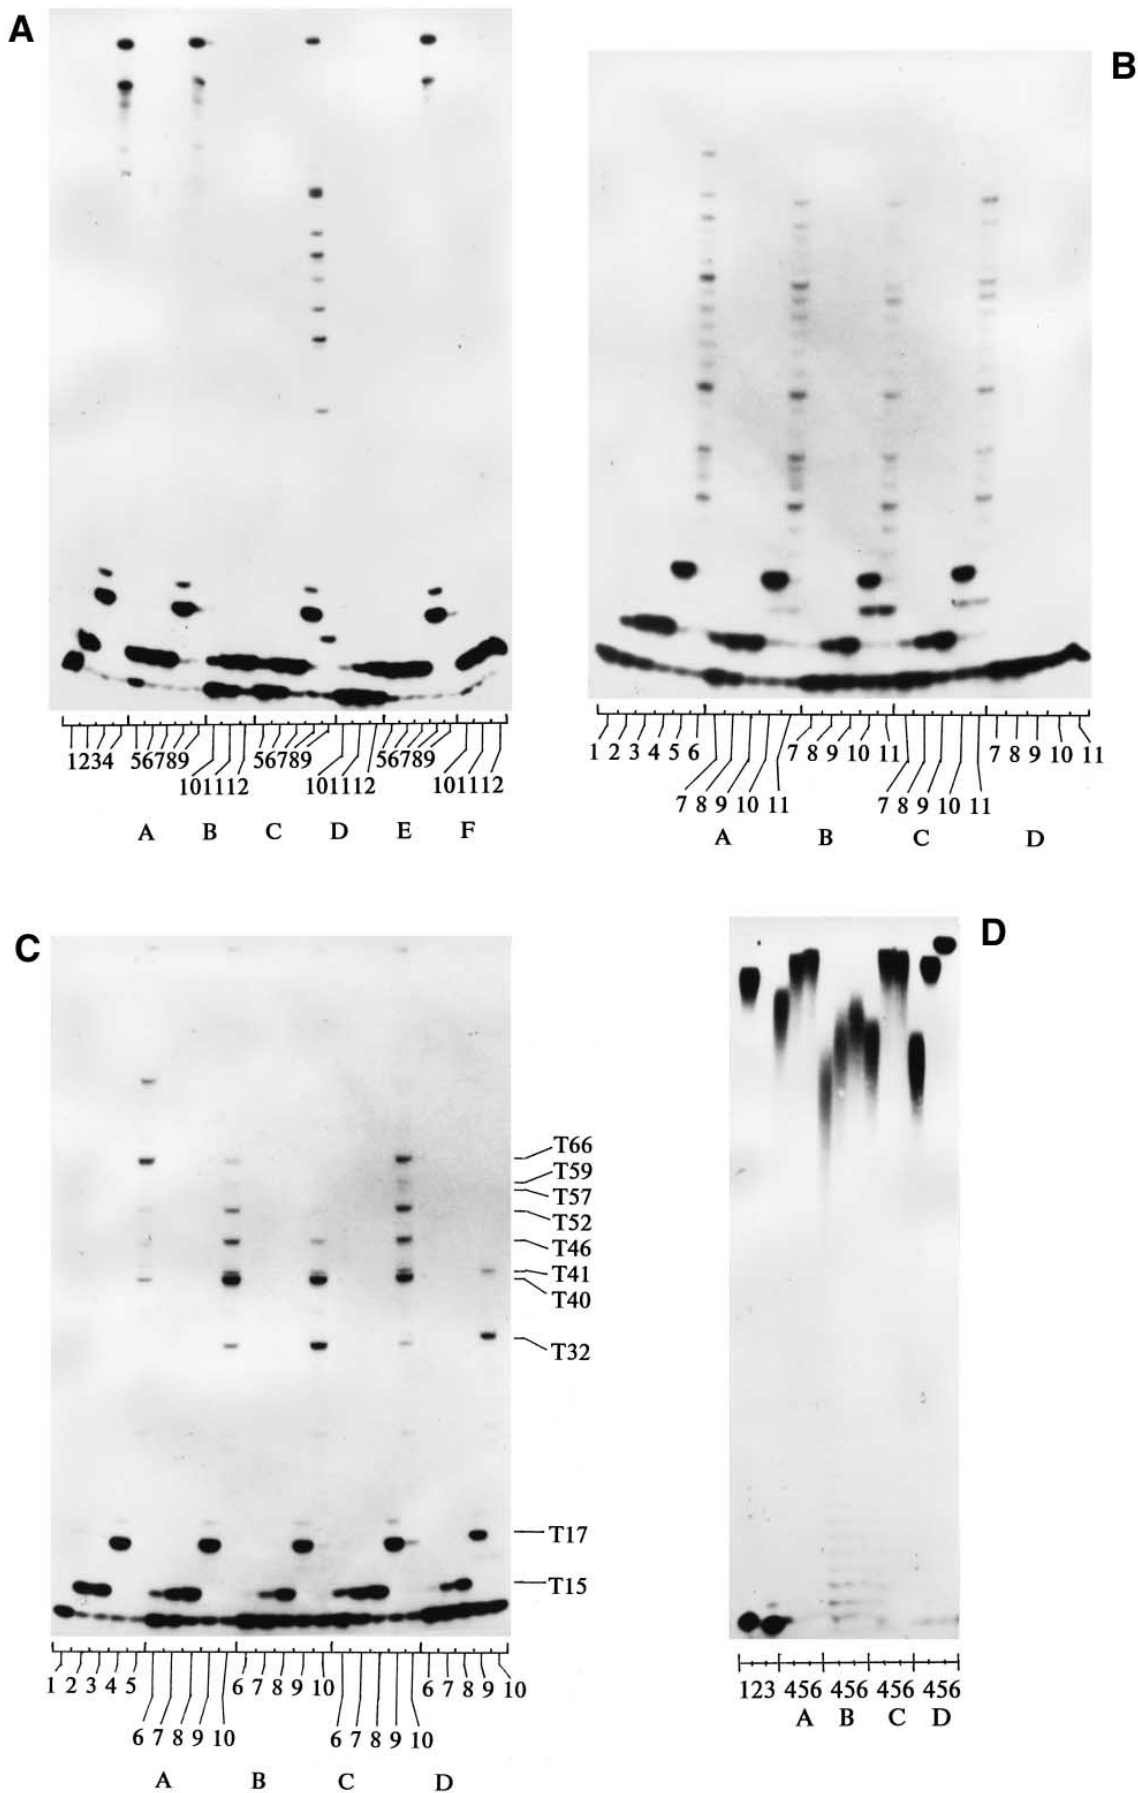 A
1234
56789
56789
56789
101112
101112
101112
A B C D E F
B
1 2 3 4 5 6
7 8 9 10 11
7 8 9 10 11
7 8 9 10 11
7 8 9 10 11
A B C D
C
T66
T59
T57
T52
T46
T41
T40
T32
T17
T15
1 2 3 4 5
6 7 8 9 10
6 7 8 9 10
6 7 8 9 10
6 7 8 9 10
A B C D
D
123 456 456 456 456
A B C D